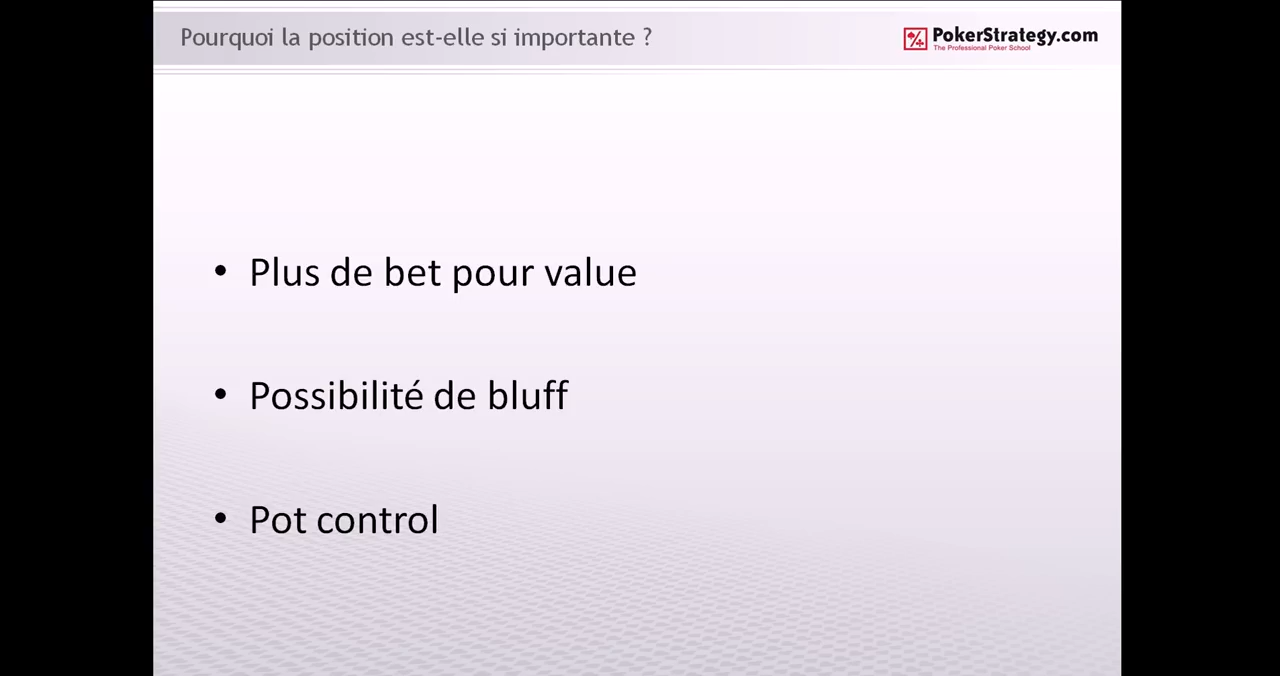 Pourquoi la position est-elle si importante ?
PokerStrategy.com
The Professional Poker School
• Plus de bet pour value
• Possibilité de bluff
• Pot control